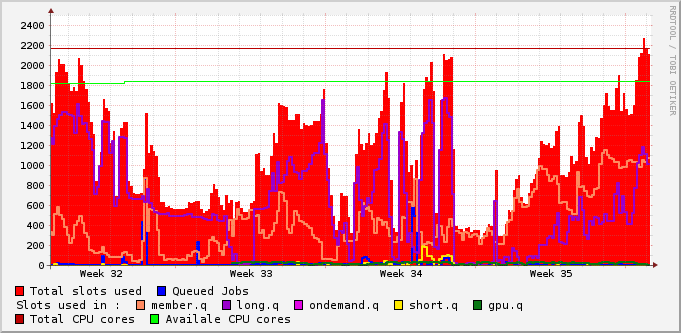 2400
2200
2000
1800
1600
1400
1200
1000
800
600
400
200
0
Week 32 Week 33 Week 34 Week 35
RRDTOOL / TOBI OETIKER
Total slots used Queued Jobs
Slots used in : member.q long.q ondemand.q short.q gpu.q
Total CPU cores Availale CPU cores